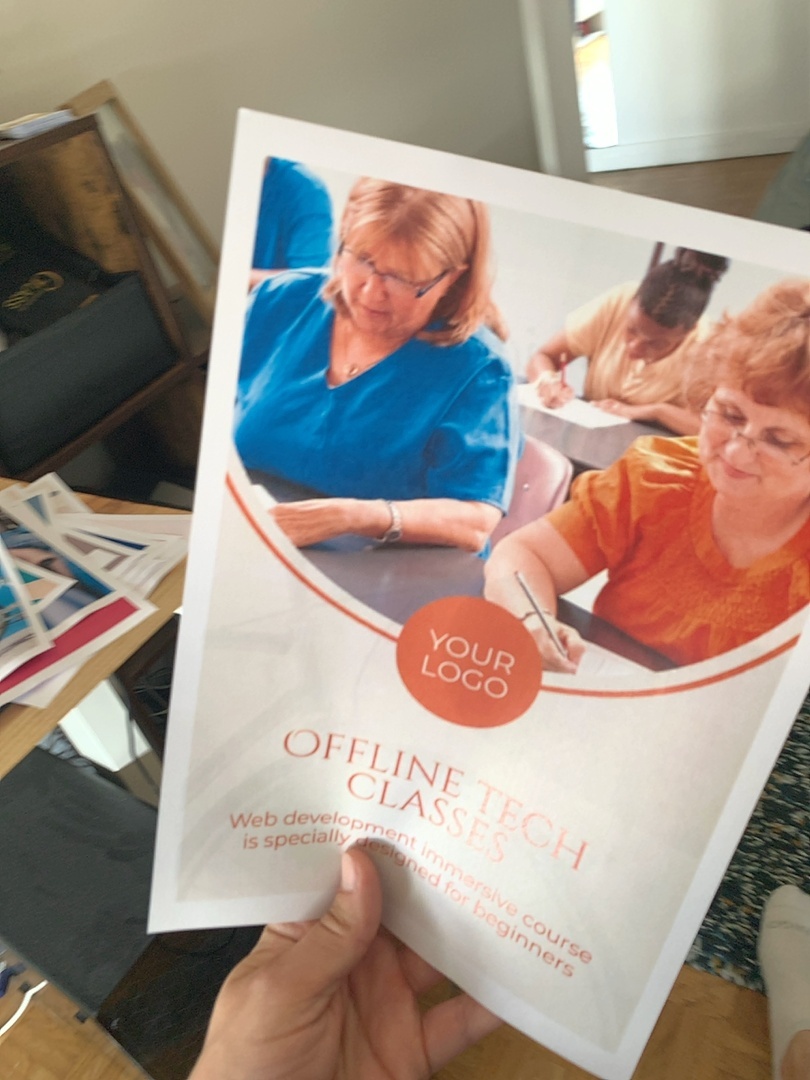 YOUR
LOGO
OFFLINE TECH
CLASSES
Web development immersive course
is specially designed for beginners